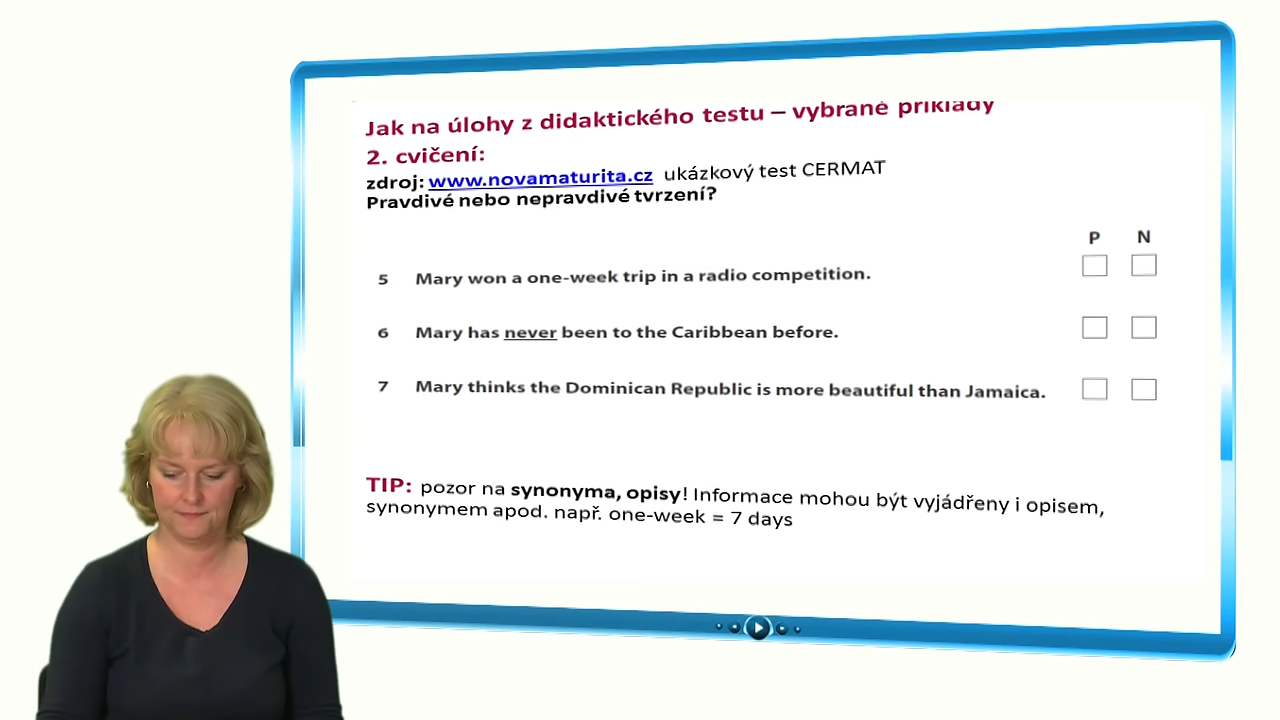 Jak na úlohy z didaktického testu – vybrané příklady
2. cvičení:
zdroj: www.novamaturita.cz ukázkový test CERMAT
Pravdivé nebo nepravdivé tvrzení?
P N
5 Mary won a one-week trip in a radio competition.
6 Mary has never been to the Caribbean before.
7 Mary thinks the Dominican Republic is more beautiful than Jamaica.
TIP: pozor na synonyma, opisy! Informace mohou být vyjádřeny i opisem,
synonymem apod. např. one-week = 7 days